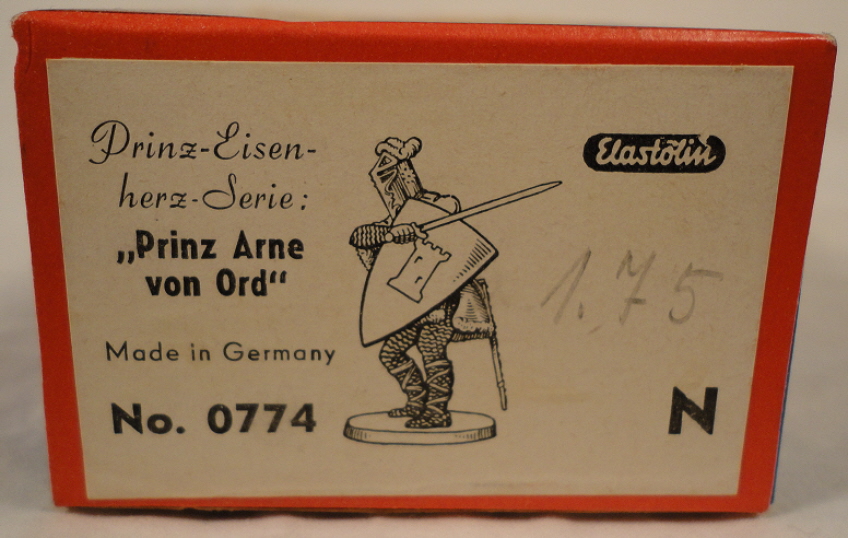 Prinz-Eisen-
herz-Serie:
„Prinz Arne
von Ord“
Made in Germany
No. 0774
Elastolin
1.75
N